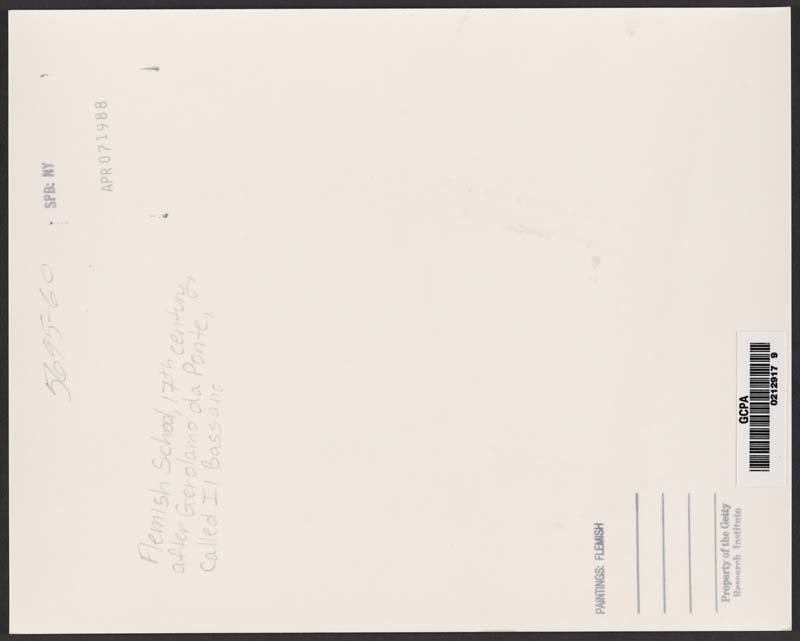 SPB: NY
APR 07 1988
5695-60
Flemish School, 17th century,
after Gerolamo da Ponte,
Called Il Bassano
PAINTINGS: FLEMISH
Property of the Getty
Research Institute
GCPA
0212917 9